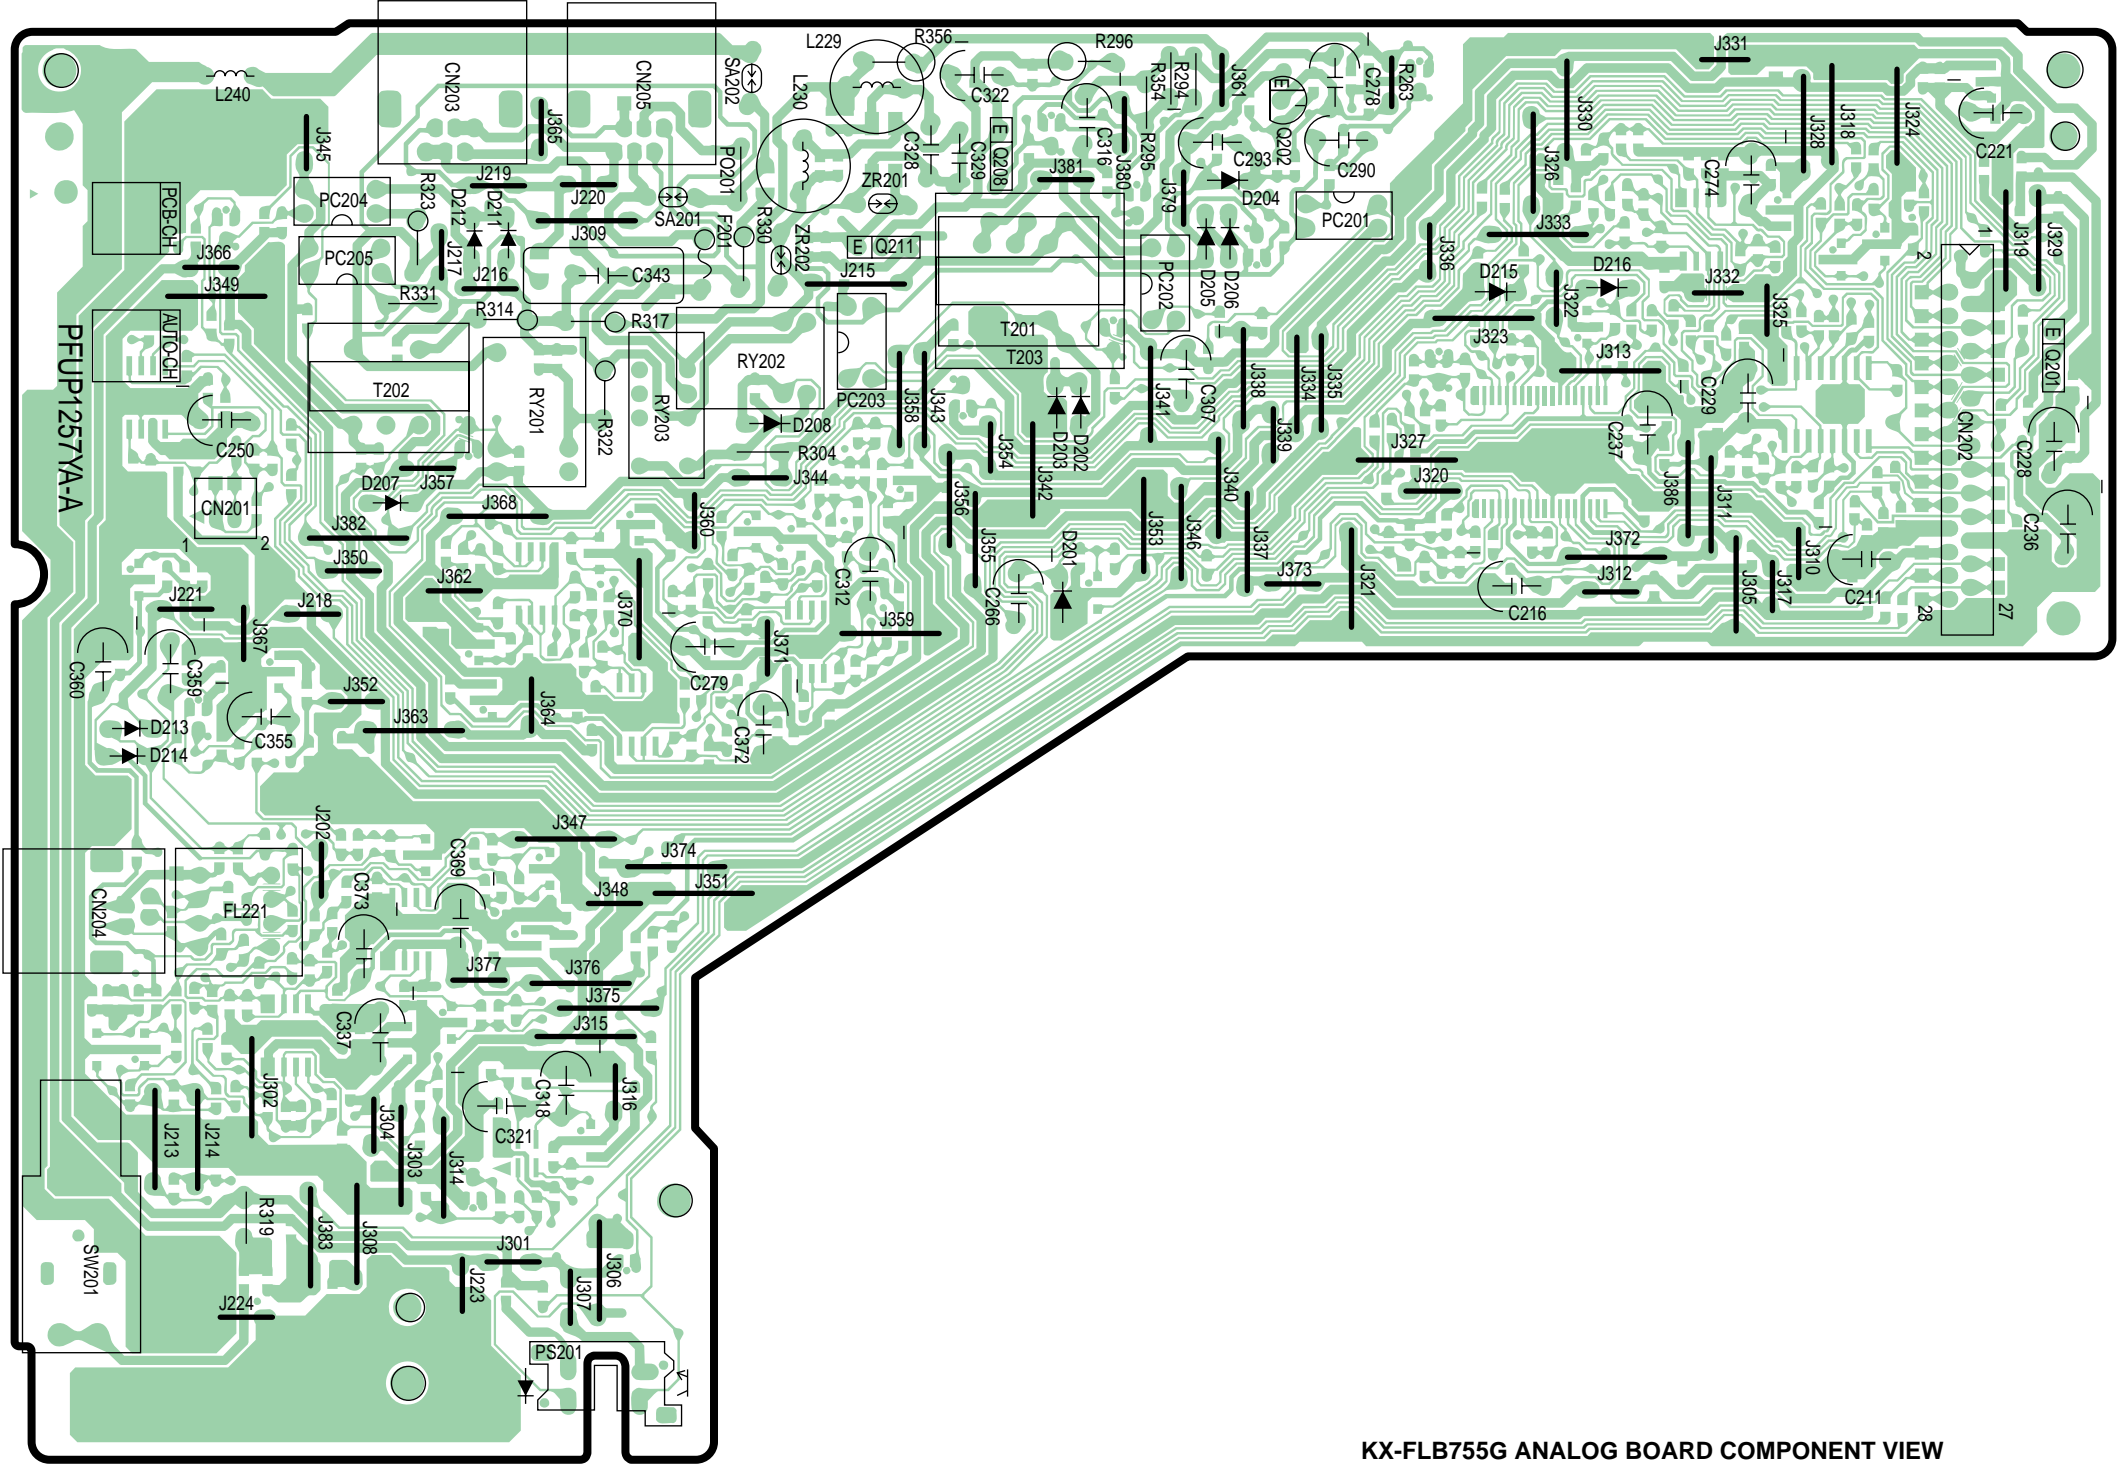 L240
CN203
J365
CN205
SA202
L229
R356
L230
C322
R296
R354
R294
J361
C278
R263
J331
J330
J328
J318
J324
C221
J345
C328
C329
E Q208
C316
J380
R295
C293
Q202
E
C290
J326
C274
PCB-CH
PC204
R323
D212
D211
J219
J220
SA201
PO201
ZR201
J381
J379
D204
PC201
J366
PC205
J217
J309
F201
R330
ZR202
E Q211
J336
J333
2
1
J319
J329
J349
R331
J216
C343
J215
PC202
D205
D206
D215
D216
J332
J322
J325
PFUP1257YA-A
AUTO-CH
R314
R317
T201
T203
J323
J313
E Q201
T202
RY201
R322
RY203
RY202
PC203
J358
J343
J341
C307
J338
J334
J335
C229
C250
D208
R304
J354
J342
D203
D202
J339
J327
C237
CN202
C228
CN201
D207
J357
J344
J320
J386
J311
1
2
J382
J368
J360
J356
J355
J353
J346
J340
J337
C236
J350
J362
C312
D201
J373
J321
J372
J312
J310
J221
J218
J370
C266
C216
J305
J317
C211
28
27
C360
C359
J367
J359
J371
C279
J352
J363
J364
C372
D213
D214
C355
J202
J347
C369
J374
J351
CN204
FL221
C373
J348
J377
J376
J375
C337
J315
J302
C318
J316
J213
J214
J304
J303
J314
C321
R319
J383
J308
J301
J306
SW201
J223
J307
J224
PS201
KX-FLB755G ANALOG BOARD COMPONENT VIEW